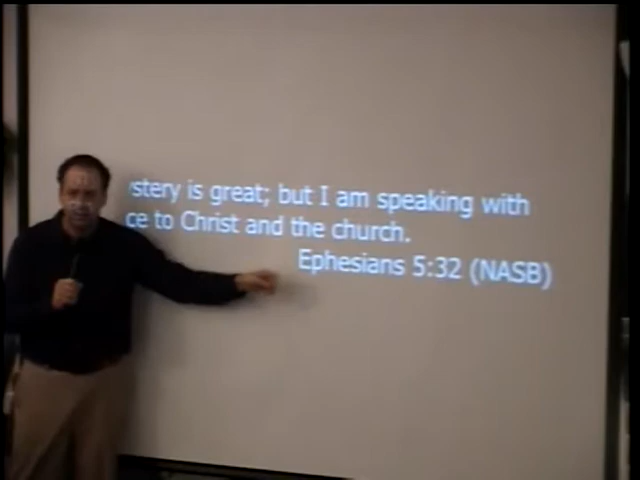 stery is great; but I am speaking with
ce to Christ and the church.
Ephesians 5:32 (NASB)